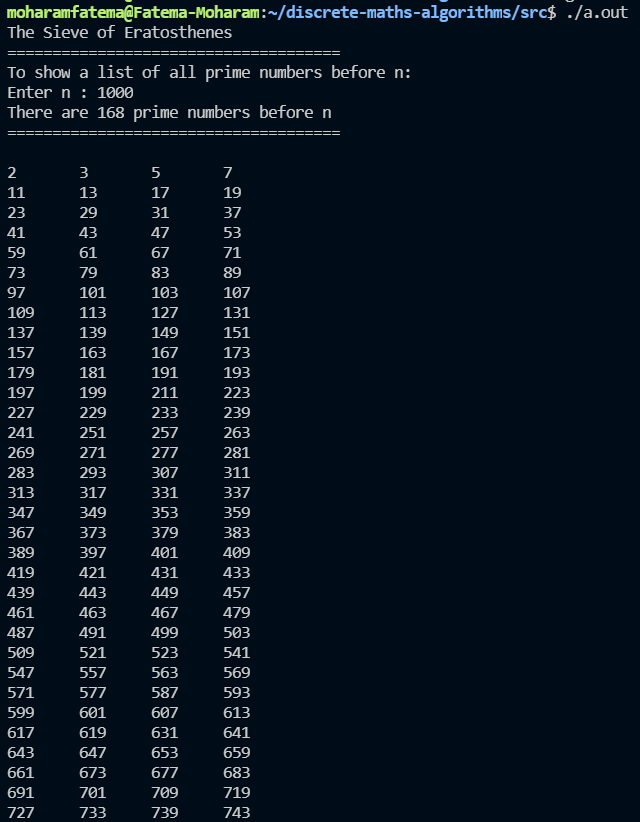 moharamfatema@Fatema-Moharam:~/discrete-maths-algorithms/src$ ./a.out
The Sieve of Eratosthenes
=====================================
To show a list of all prime numbers before n:
Enter n : 1000
There are 168 prime numbers before n
=====================================
2 3 5 7
11 13 17 19
23 29 31 37
41 43 47 53
59 61 67 71
73 79 83 89
97 101 103 107
109 113 127 131
137 139 149 151
157 163 167 173
179 181 191 193
197 199 211 223
227 229 233 239
241 251 257 263
269 271 277 281
283 293 307 311
313 317 331 337
347 349 353 359
367 373 379 383
389 397 401 409
419 421 431 433
439 443 449 457
461 463 467 479
487 491 499 503
509 521 523 541
547 557 563 569
571 577 587 593
599 601 607 613
617 619 631 641
643 647 653 659
661 673 677 683
691 701 709 719
727 733 739 743